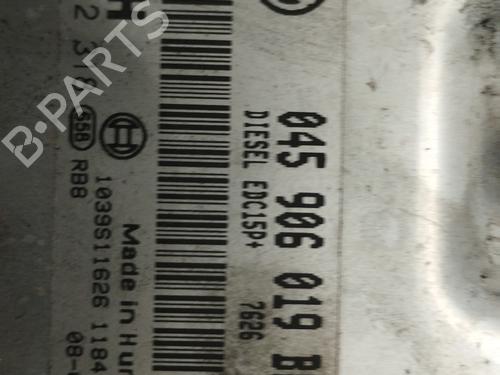 045 906 019 B
DIESEL EDC15P+ 7626
Made in Hun
1039S11626 1184
RB8
08-
B-PARTS